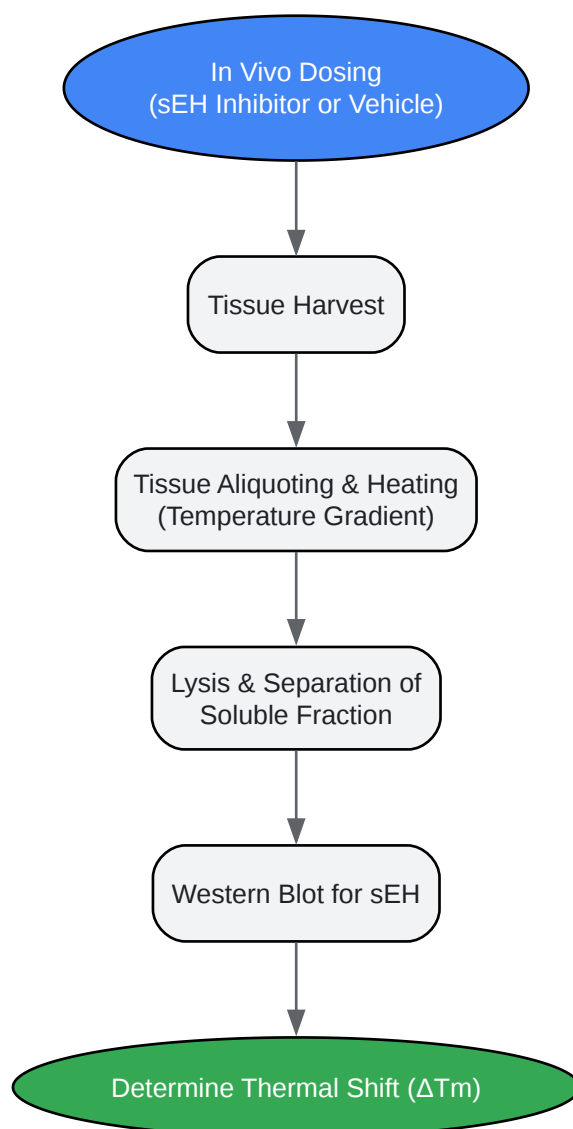 In Vivo Dosing
(sEH Inhibitor or Vehicle)
Tissue Harvest
Tissue Aliquoting & Heating
(Temperature Gradient)
Lysis & Separation of
Soluble Fraction
Western Blot for sEH
Determine Thermal Shift (ΔTm)